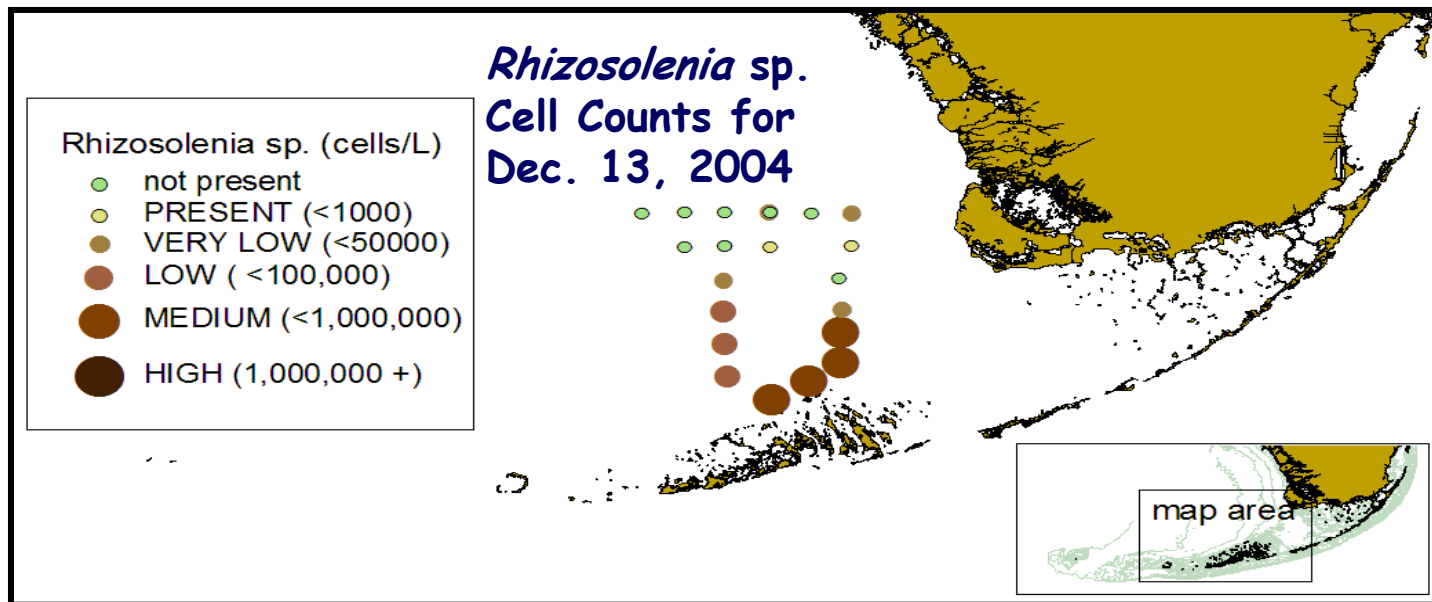 Rhizosolenia sp.
Cell Counts for
Dec. 13, 2004
Rhizosolenia sp. (cells/L)
not present
PRESENT (<1000)
VERY LOW (<50000)
LOW ( <100,000)
MEDIUM (<1,000,000)
HIGH (1,000,000 +)
map area